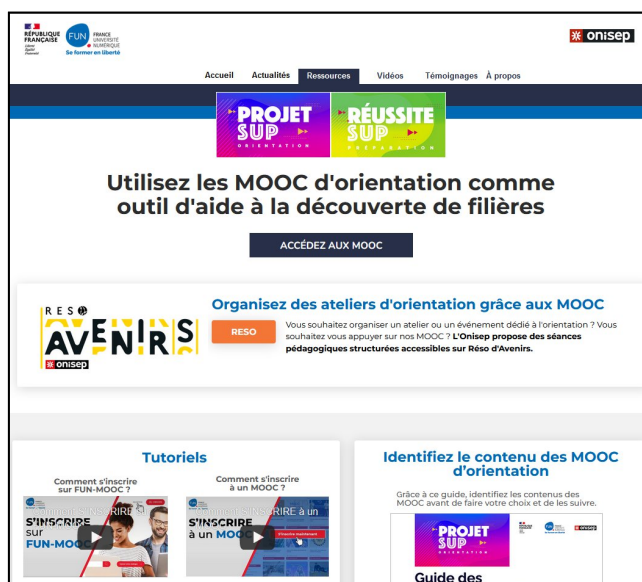 RÉPUBLIQUE
FRANÇAISE
Liberté
Égalité
Fraternité
FUN
FRANCE
UNIVERSITÉ
NUMÉRIQUE
Se former en liberté
onisep
Accueil Actualités Ressources Vidéos Témoignages À propos
PROJET
SUP
ORIENTATION
RÉUSSITE
SUP
PRÉPARATION
Utilisez les MOOC d'orientation comme
outil d'aide à la découverte de filières
ACCÉDEZ AUX MOOC
RESO
AVENIRS
onisep
Organisez des ateliers d'orientation grâce aux MOOC
RESO
Vous souhaitez organiser un atelier ou un événement dédié à l'orientation ? Vous
souhaitez vous appuyer sur nos MOOC ? L'Onisep propose des séances
pédagogiques structurées accessibles sur Réso d'Avenirs.
Tutoriels
Comment s'inscrire
sur FUN-MOOC ?
S'INSCRIRE
sur
FUN-MOOC
Comment s'inscrire
à un MOOC ?
S'INSCRIRE
à un MOOC
S'inscrire maintenant
Identifiez le contenu des MOOC
d'orientation
Grâce à ce guide, identifiez les contenus des
MOOC avant de faire votre choix et de les suivre.
PROJET
SUP
ORIENTATION
onisep
Guide des